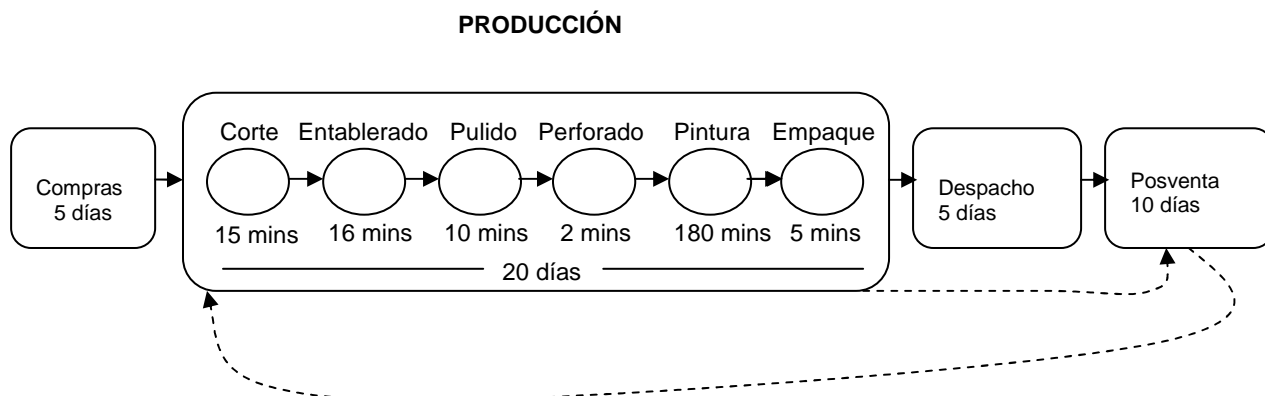 PRODUCCIÓN
Corte Entablerado Pulido Perforado Pintura Empaque
Compras
5 días
15 mins 16 mins 10 mins 2 mins 180 mins 5 mins
20 días
Despacho
5 días
Posventa
10 días